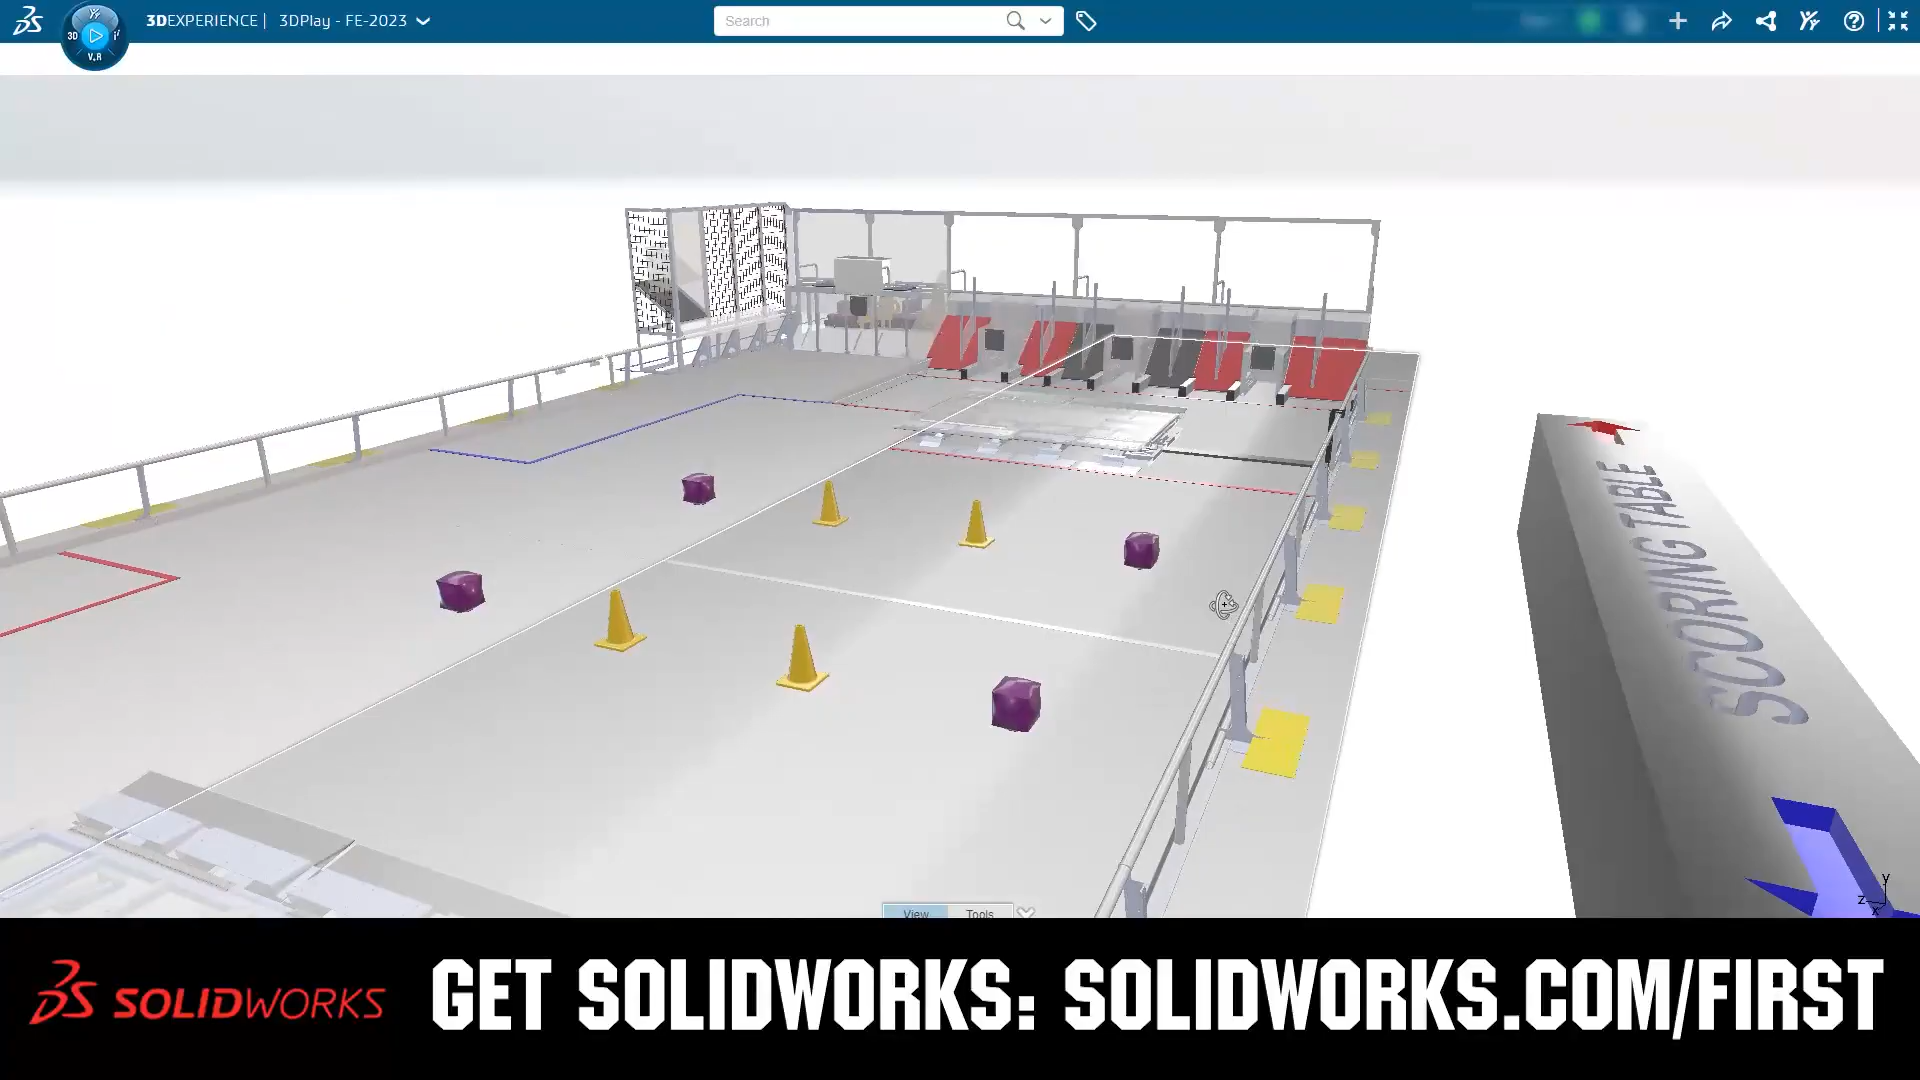 3DEXPERIENCE | 3DPlay - FE-2023
Search
3D
V.R
SCORING TABLE
View Tools
y
z
x
SOLIDWORKS GET SOLIDWORKS: SOLIDWORKS.COM/FIRST